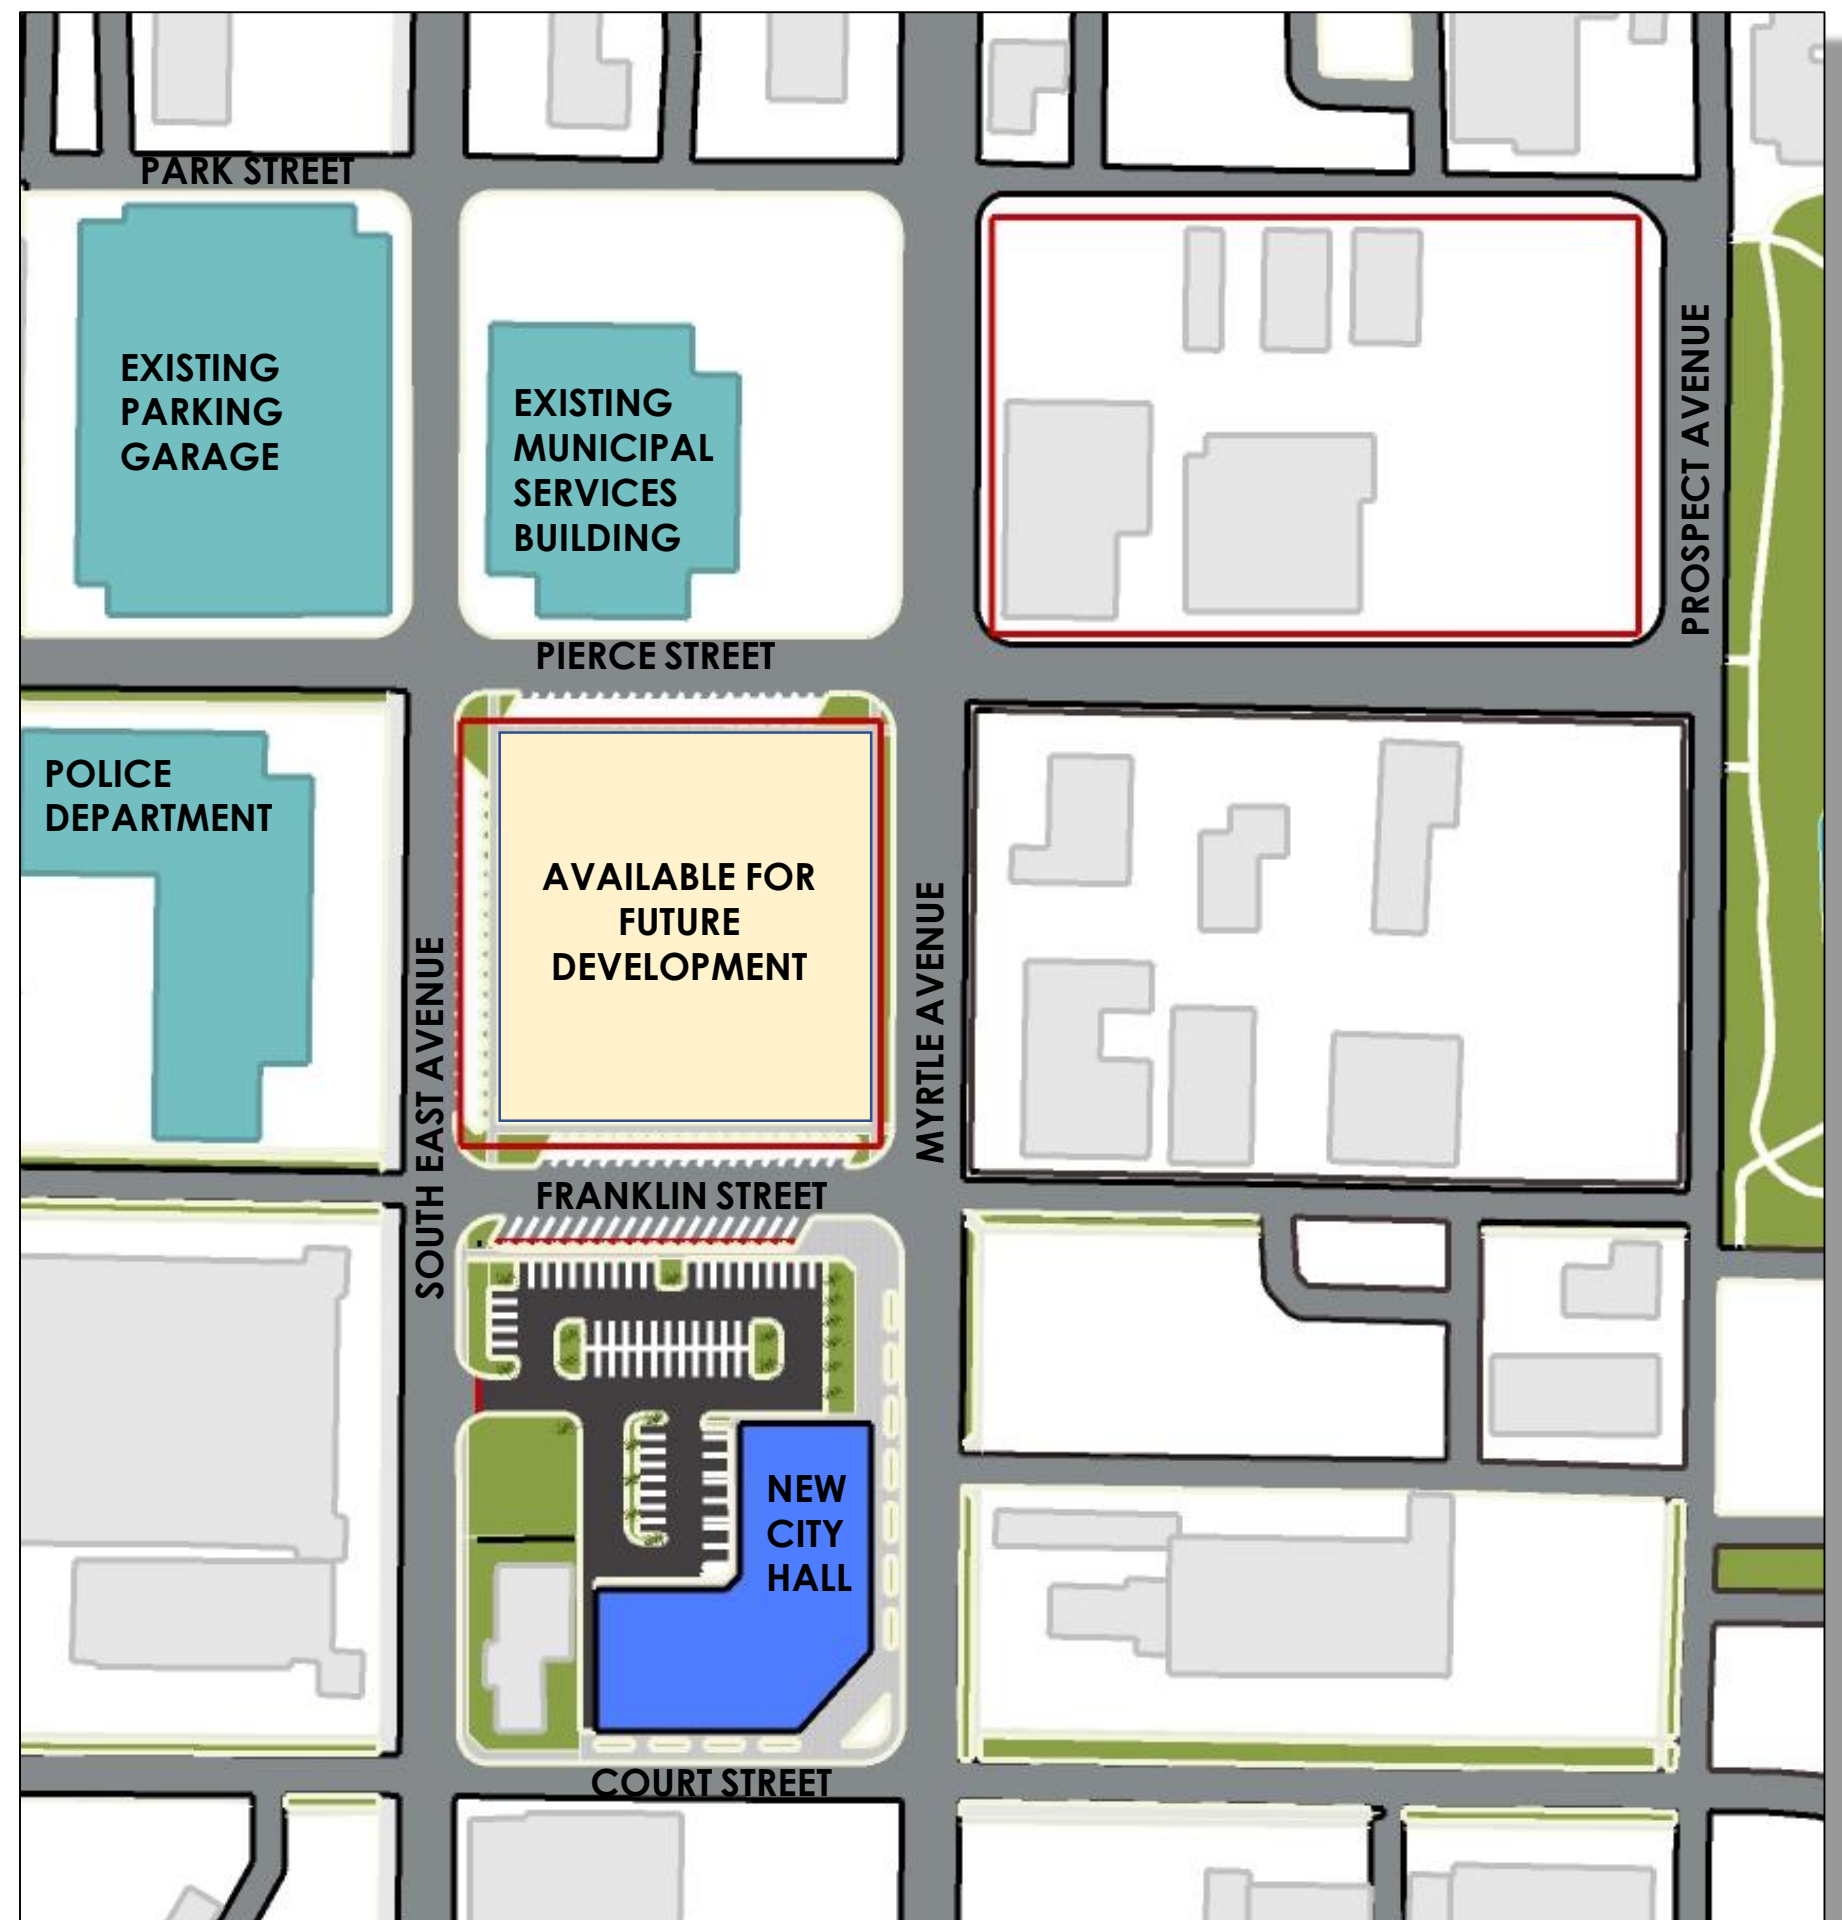 PARK STREET
EXISTING
PARKING
GARAGE
EXISTING
MUNICIPAL
SERVICES
BUILDING
PROSPECT AVENUE
PIERCE STREET
POLICE
DEPARTMENT
AVAILABLE FOR
FUTURE
DEVELOPMENT
SOUTH EAST AVENUE
MYRTLE AVENUE
FRANKLIN STREET
NEW
CITY
HALL
COURT STREET